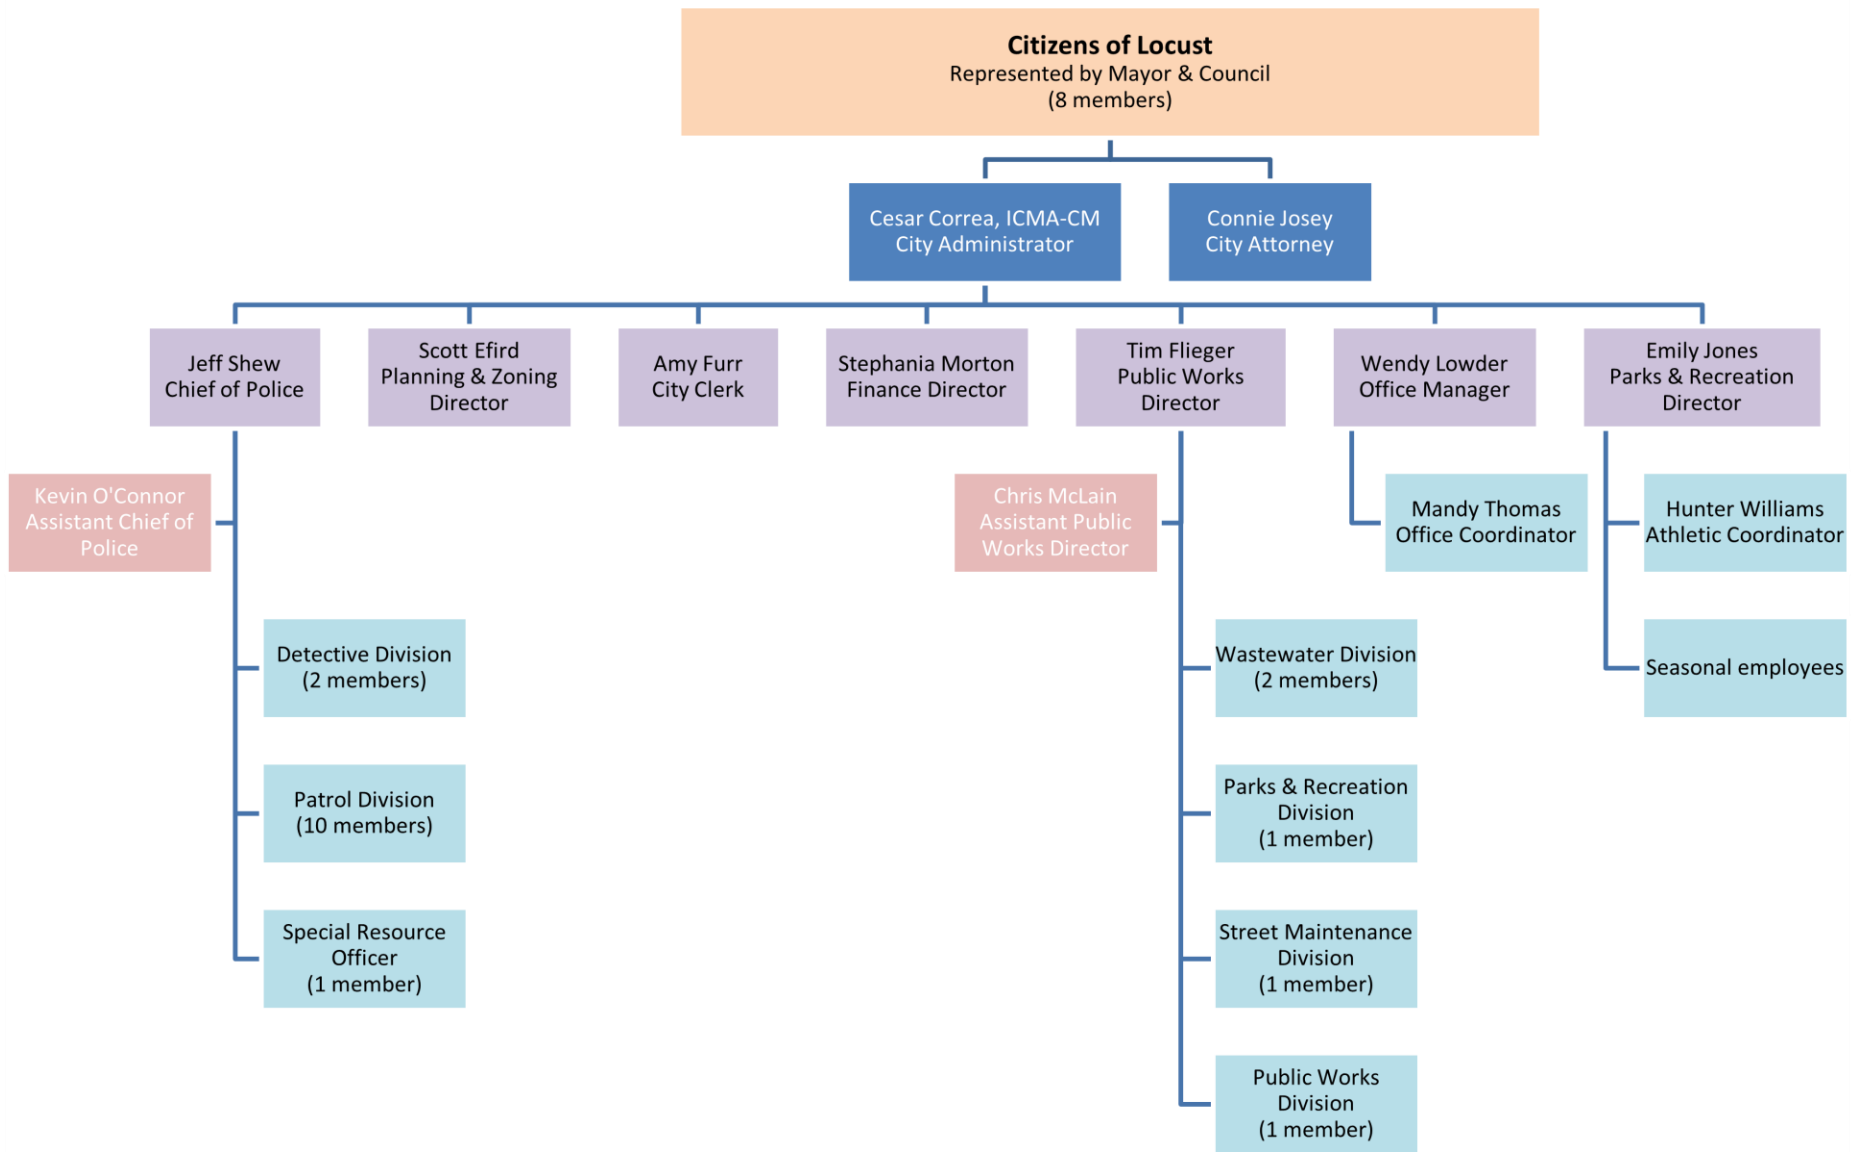 Citizens of Locust
Represented by Mayor & Council
(8 members)
Cesar Correa, ICMA-CM
City Administrator
Connie Josey
City Attorney
Jeff Shew
Chief of Police
Scott Efird
Planning & Zoning
Director
Amy Furr
City Clerk
Stephania Morton
Finance Director
Tim Flieger
Public Works
Director
Wendy Lowder
Office Manager
Emily Jones
Parks & Recreation
Director
Kevin O'Connor
Assistant Chief of
Police
Chris McLain
Assistant Public
Works Director
Mandy Thomas
Office Coordinator
Hunter Williams
Athletic Coordinator
Detective Division
(2 members)
Wastewater Division
(2 members)
Seasonal employees
Patrol Division
(10 members)
Parks & Recreation
Division
(1 member)
Special Resource
Officer
(1 member)
Street Maintenance
Division
(1 member)
Public Works
Division
(1 member)